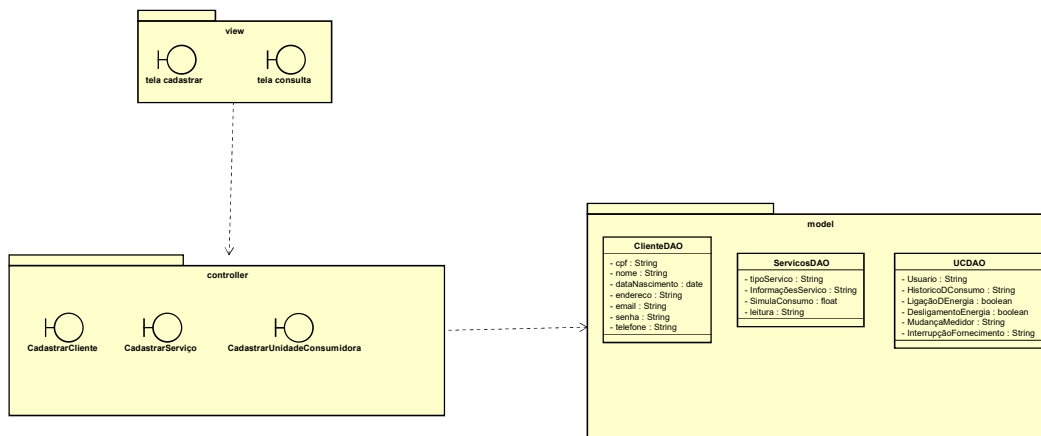 view
tela cadastrar
tela consulta
controller
CadastrarCliente
CadastrarServiço
CadastrarUnidadeConsumidora
model
ClienteDAO
- cpf : String
- nome : String
- dataNascimento : date
- endereco : String
- email : String
- senha : String
- telefone : String
ServicosDAO
- tipoServico : String
- InformaçõesServico : String
- SimulaConsumo : float
- leitura : String
UCDAO
- Usuario : String
- HistoricoDConsumo : String
- LigaçãoDEnergia : boolean
- DesligamentoEnergia : boolean
- MudançaMedidor : String
- InterrupçãoFornecimento : String